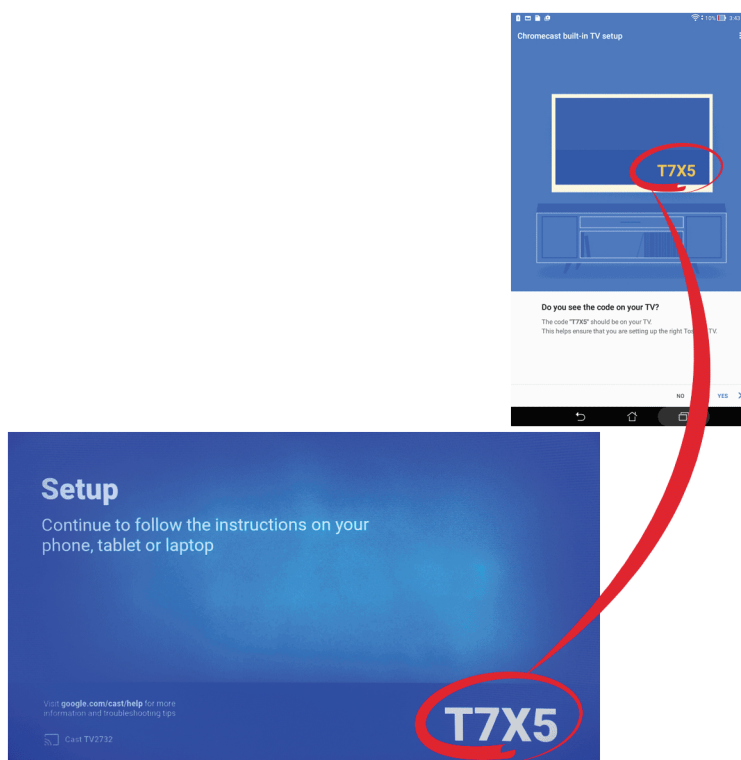 10% 3:43
Chromecast built-in TV setup
T7X5
Do you see the code on your TV?
The code "T7X5" should be on your TV.
This helps ensure that you are setting up the right TV.
NO YES
Setup
Continue to follow the instructions on your
phone, tablet or laptop
Visit google.com/cast/help for more
information and troubleshooting tips
Cast TV2732
T7X5